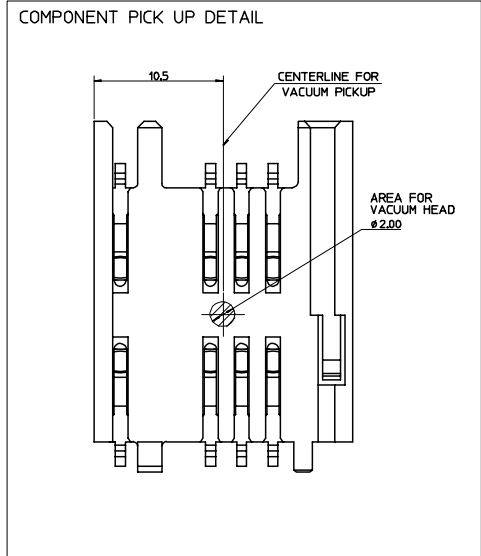 COMPONENT PICK UP DETAIL
10.5
CENTERLINE FOR
VACUUM PICKUP
AREA FOR
VACUUM HEAD
ø2.00